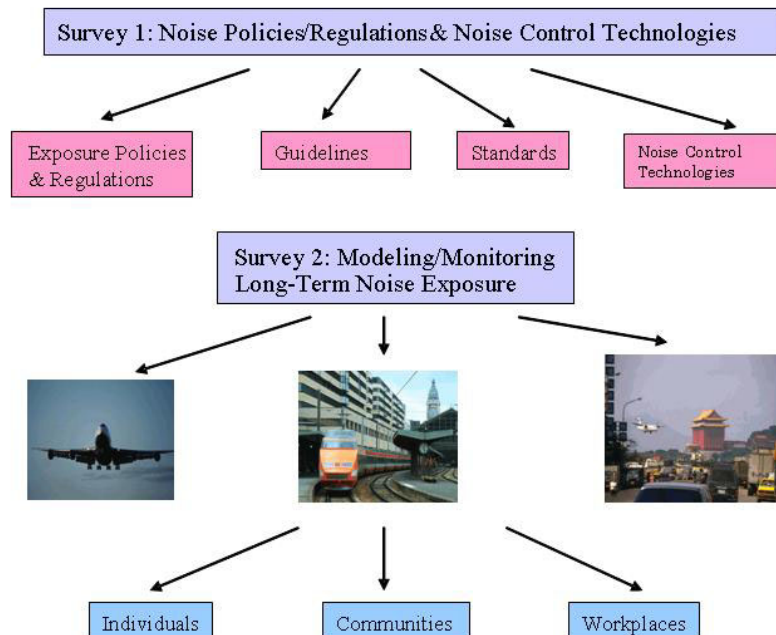 Survey 1: Noise Policies/Regulations & Noise Control Technologies
Exposure Policies
& Regulations
Guidelines
Standards
Noise Control
Technologies
Survey 2: Modeling/Monitoring
Long-Term Noise Exposure
Individuals
Communities
Workplaces